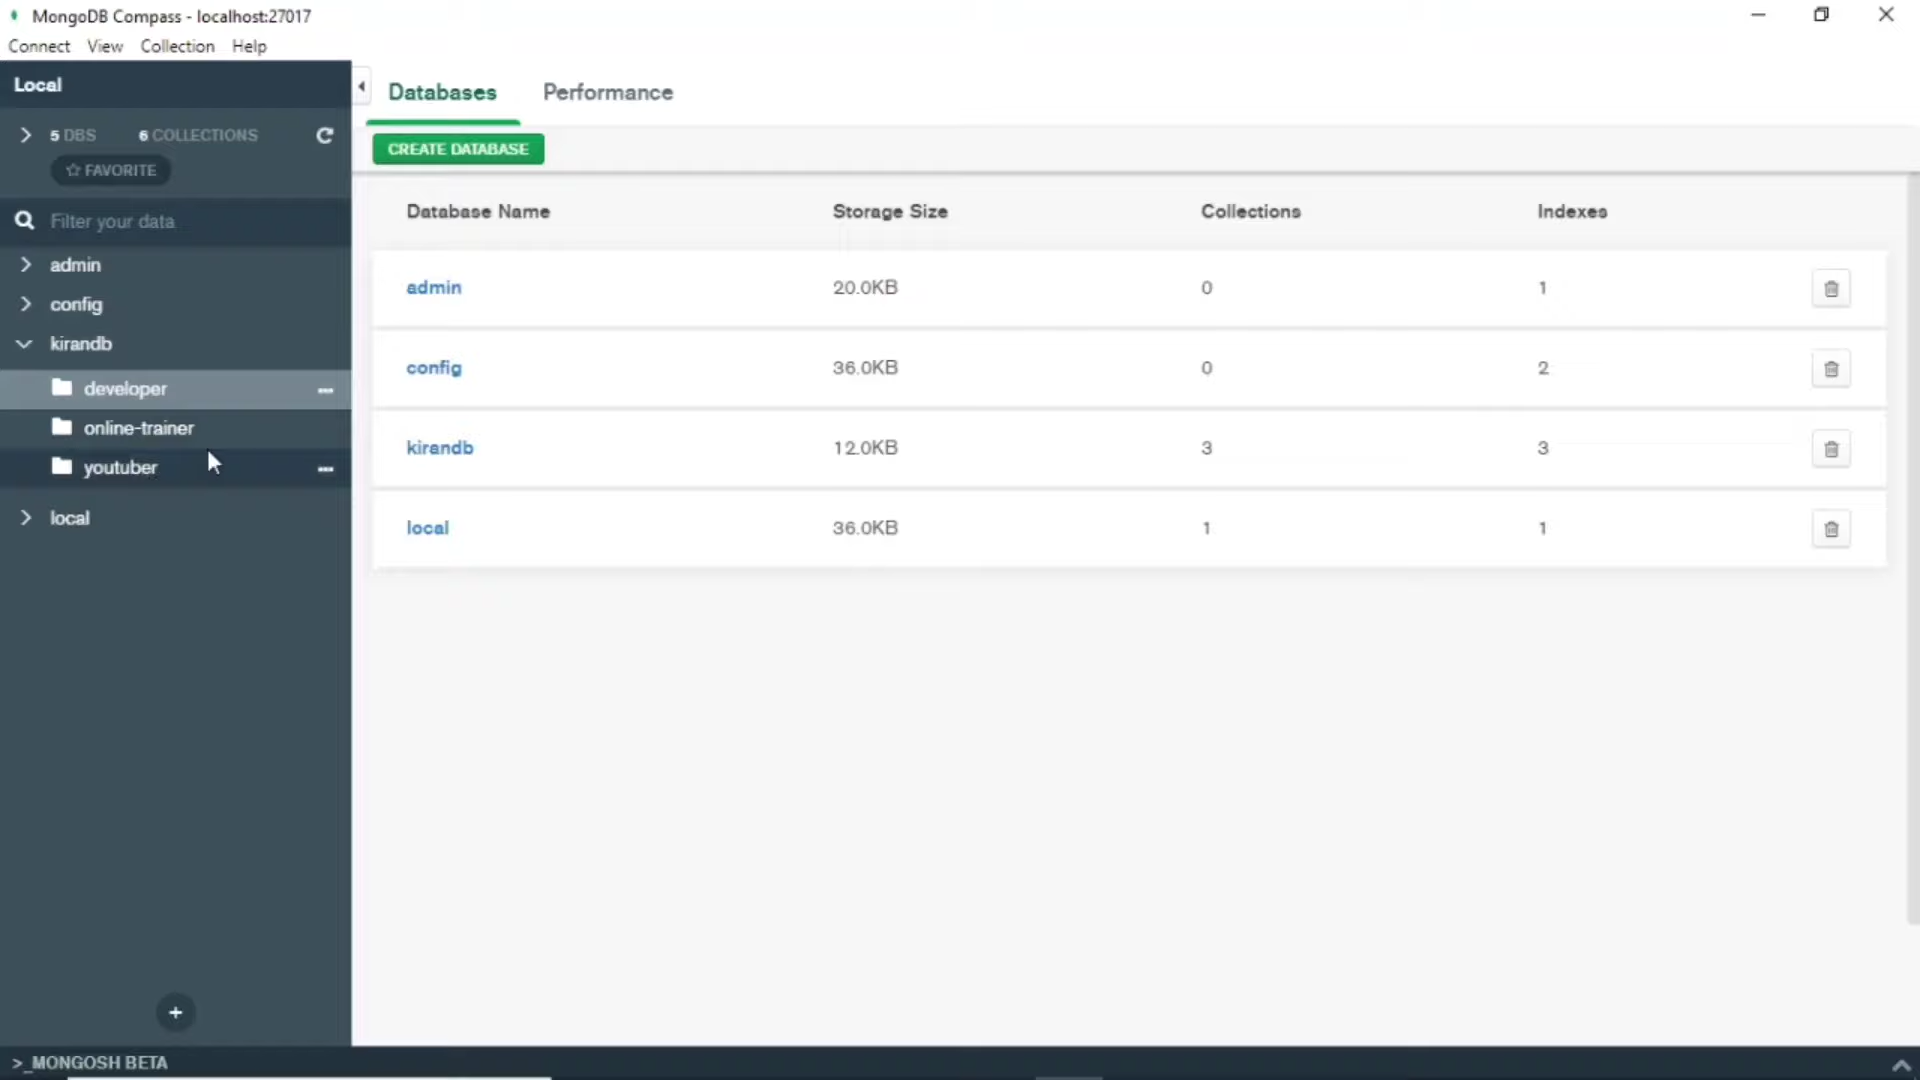 MongoDB Compass - localhost:27017
Connect View Collection Help
Local
5 DBS 6 COLLECTIONS
FAVORITE
Filter your data
admin
config
kirandb
developer
online-trainer
youtuber
local
Databases Performance
CREATE DATABASE
Database Name Storage Size Collections Indexes
admin 20.0KB 0 1
config 36.0KB 0 2
kirandb 12.0KB 3 3
local 36.0KB 1 1
>_MONGOSH BETA